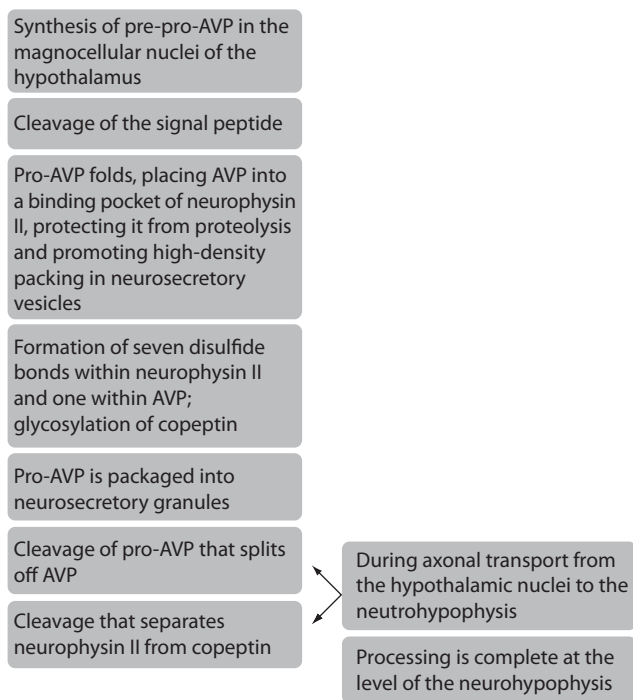 Synthesis of pre-pro-AVP in the
magnocellular nuclei of the
hypothalamus
Cleavage of the signal peptide
Pro-AVP folds, placing AVP into
a binding pocket of neurophysin
II, protecting it from proteolysis
and promoting high-density
packing in neurosecretory
vesicles
Formation of seven disulfide
bonds within neurophysin II
and one within AVP;
glycosylation of copeptin
Pro-AVP is packaged into
neurosecretory granules
Cleavage of pro-AVP that splits
off AVP
Cleavage that separates
neurophysin II from copeptin
During axonal transport from
the hypothalamic nuclei to the
neutrohypophysis
Processing is complete at the
level of the neurohypophysis